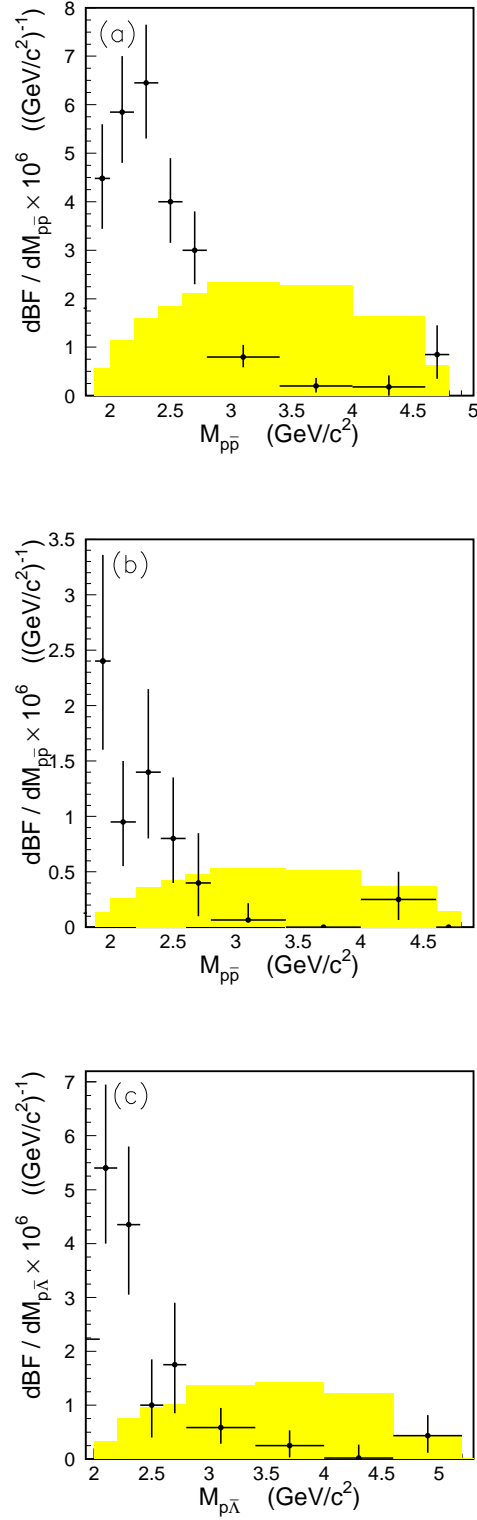 (a)
dBF / dM_{pp̄} × 10^6 ((GeV/c^2)^{-1})
8
7
6
5
4
3
2
1
0
2 2.5 3 3.5 4 4.5 5
M_{pp̄} (GeV/c^2)
(b)
dBF / dM_{pp̄} × 10^6 ((GeV/c^2)^{-1})
3.5
3
2.5
2
1.5
1
0.5
0
2 2.5 3 3.5 4 4.5
M_{pp̄} (GeV/c^2)
(c)
dBF / dM_{pΛ̄} × 10^6 ((GeV/c^2)^{-1})
7
6
5
4
3
2
1
0
2 2.5 3 3.5 4 4.5 5
M_{pΛ̄} (GeV/c^2)